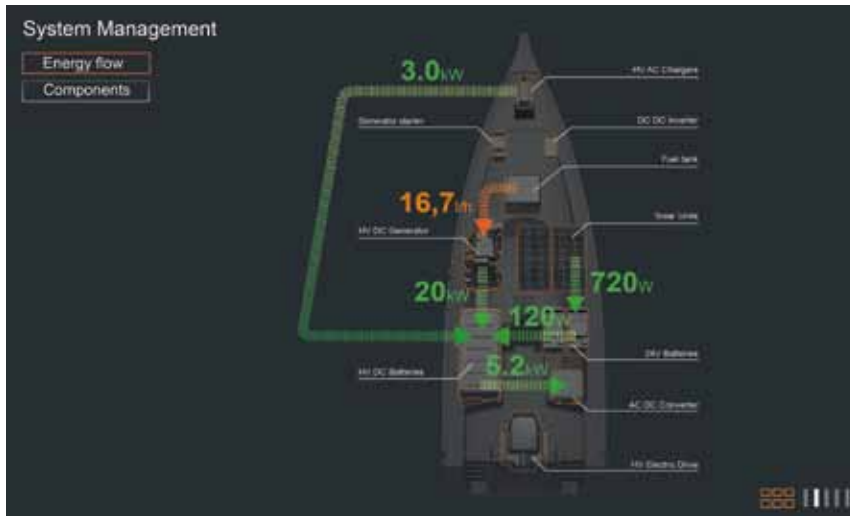 System Management
Energy flow
Components
3.0kW
HV AC Chargers
Generator starter
DC DC Inverter
Fuel tank
16,7l/h
Solar Units
HV DC Generator
720W
20kW
120W
24V Batteries
5.2kW
HV DC Batteries
AC DC Converter
HV Electric Drive